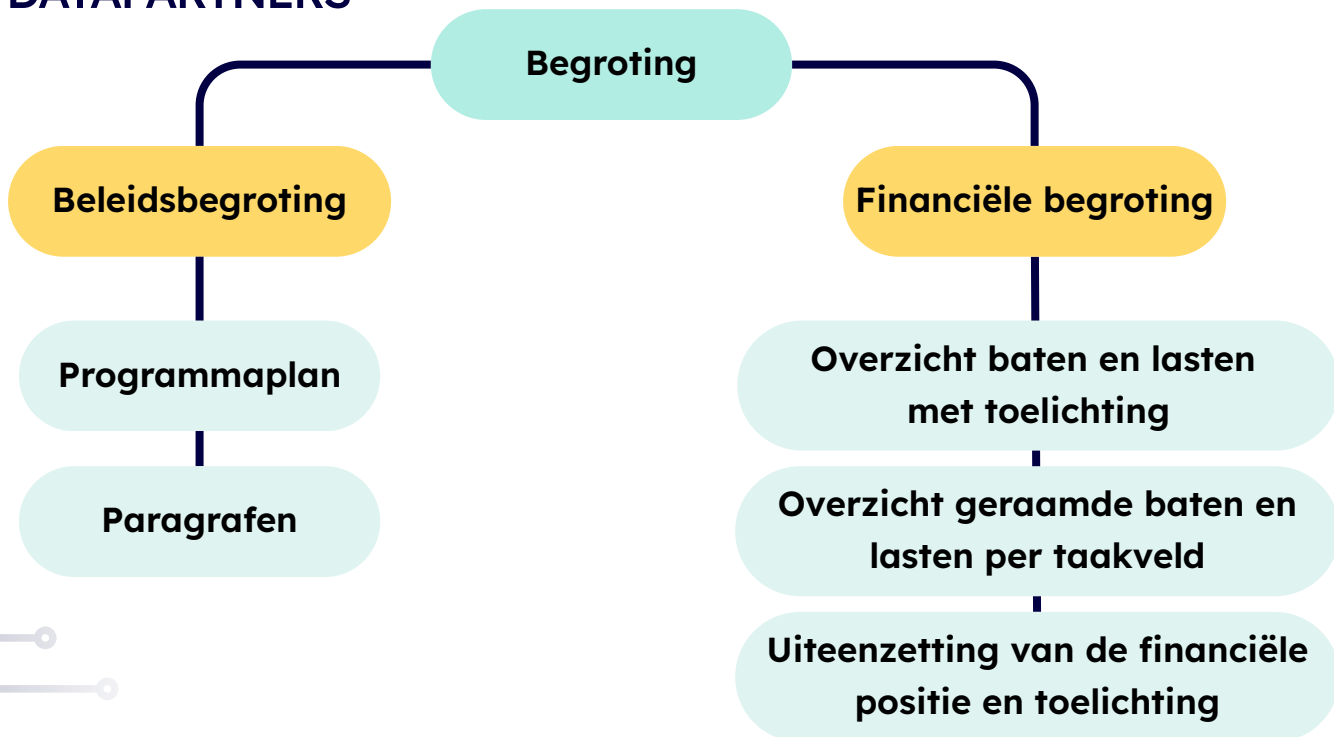 DATAPARTNERS
Begroting
Beleidsbegroting
Financiële begroting
Programmaplan
Paragrafen
Overzicht baten en lasten
met toelichting
Overzicht geraamde baten en
lasten per taakveld
Uiteenzetting van de financiële
positie en toelichting